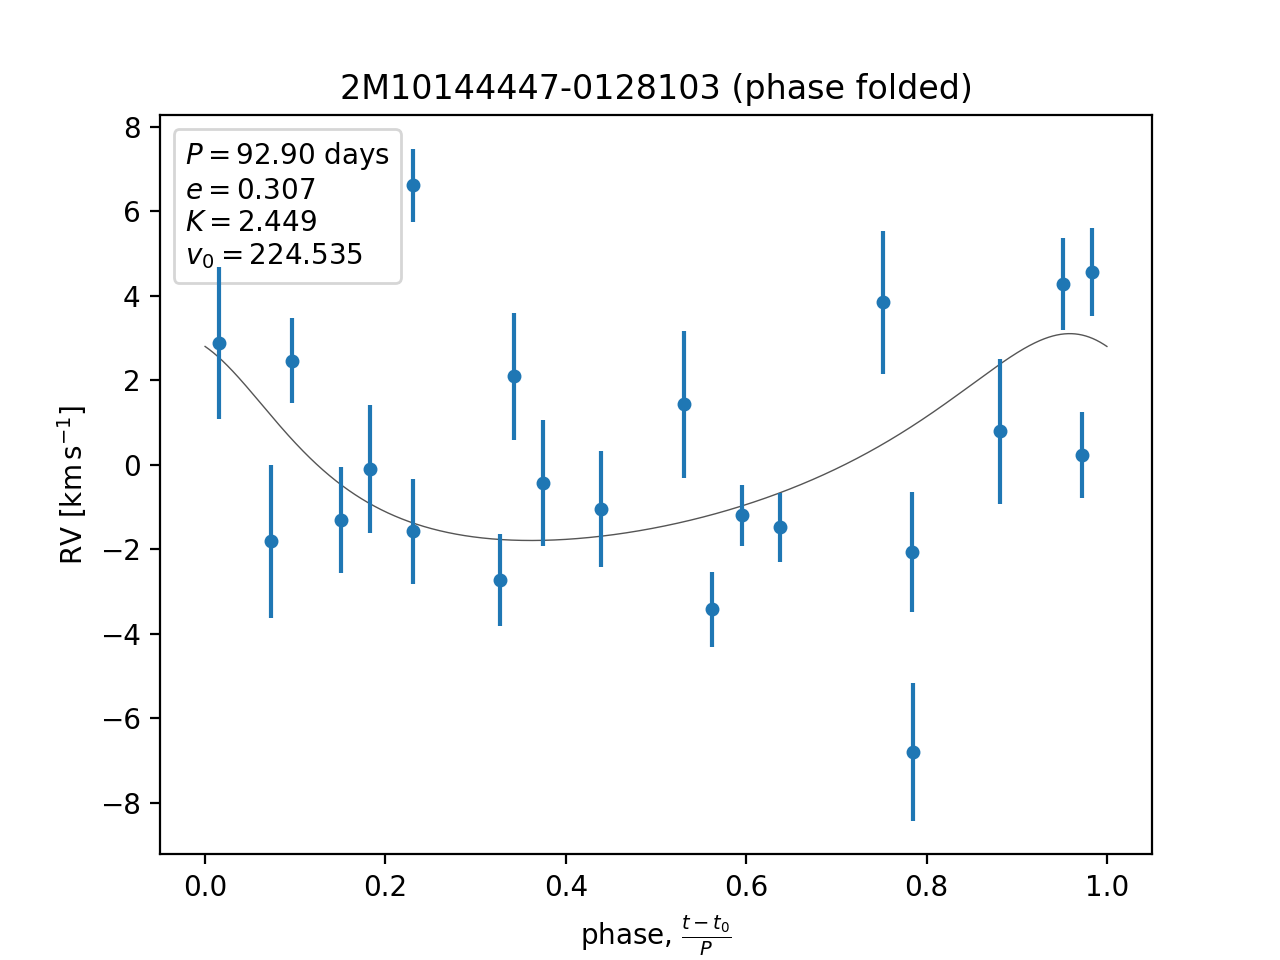 2M10144447-0128103 (phase folded)
P = 92.90 days
e = 0.307
K = 2.449
v₀ = 224.535
8
6
4
2
0
−2
−4
−6
−8
RV [km s⁻¹]
0.0 0.2 0.4 0.6 0.8 1.0
phase, (t − t₀)/P